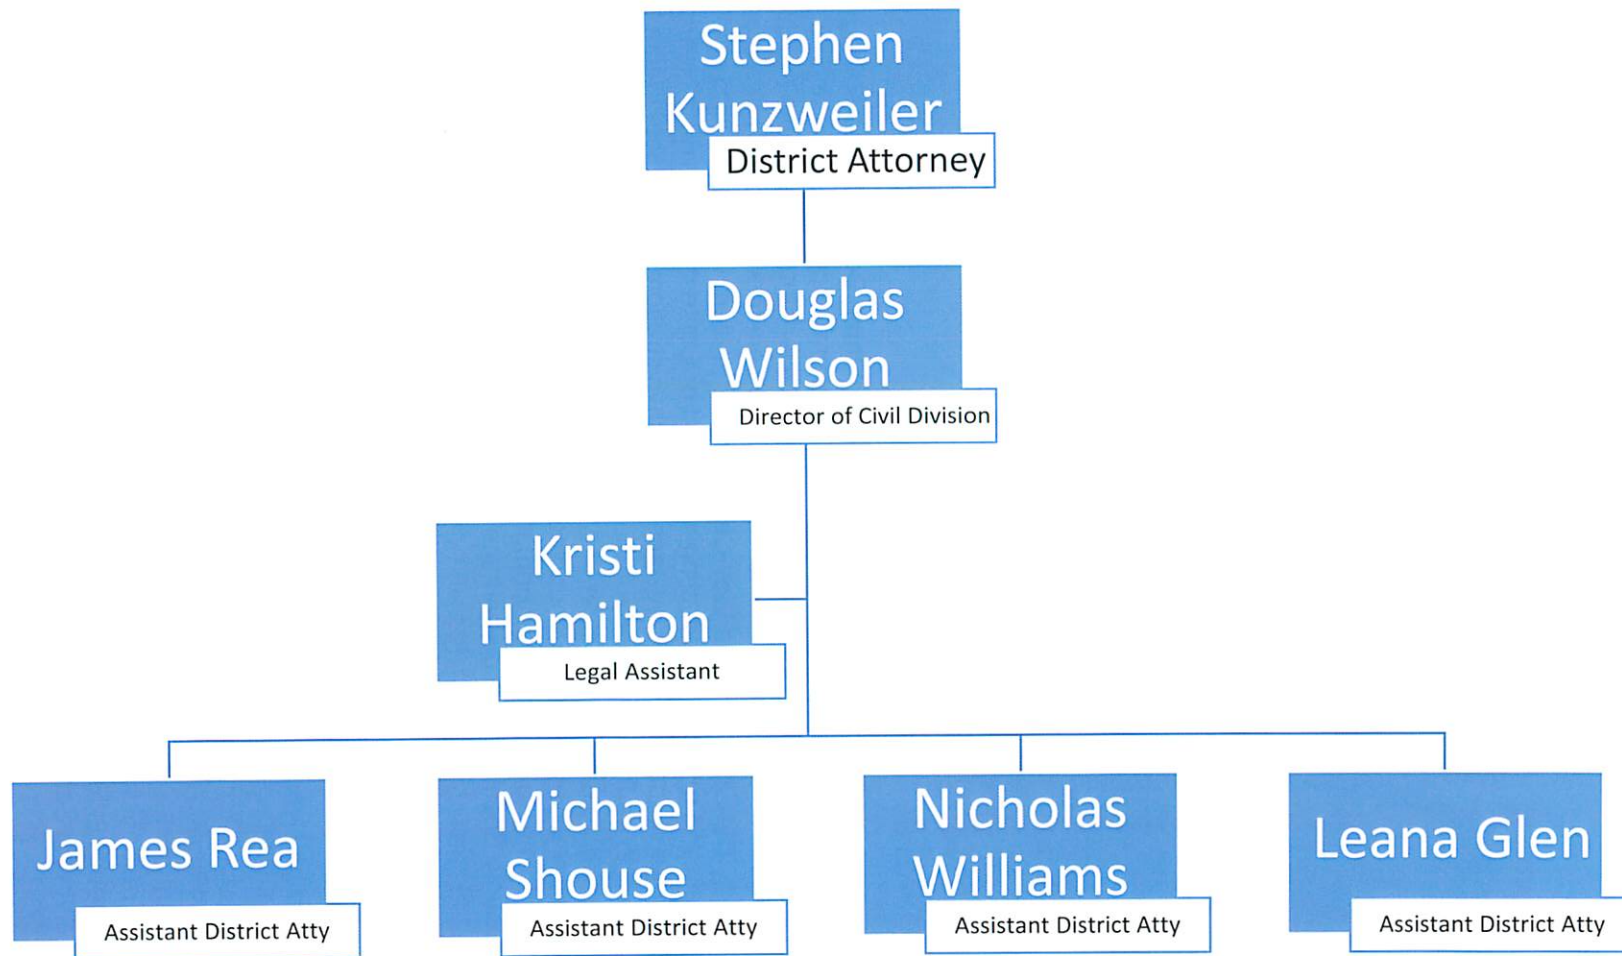 Stephen
Kunzweiler
District Attorney
Douglas
Wilson
Director of Civil Division
Kristi
Hamilton
Legal Assistant
James Rea
Assistant District Atty
Michael
Shouse
Assistant District Atty
Nicholas
Williams
Assistant District Atty
Leana Glen
Assistant District Atty